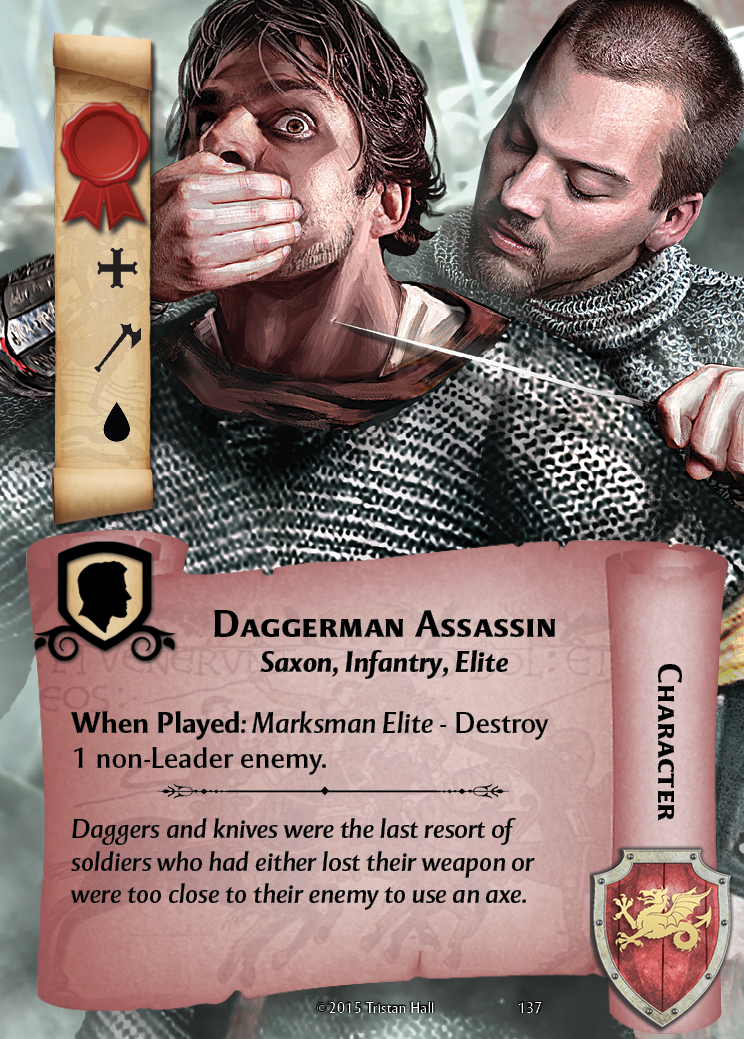 Daggerman Assassin
Saxon, Infantry, Elite
When Played: Marksman Elite - Destroy
1 non-Leader enemy.
Daggers and knives were the last resort of
soldiers who had either lost their weapon or
were too close to their enemy to use an axe.
Character
©2015 Tristan Hall 137